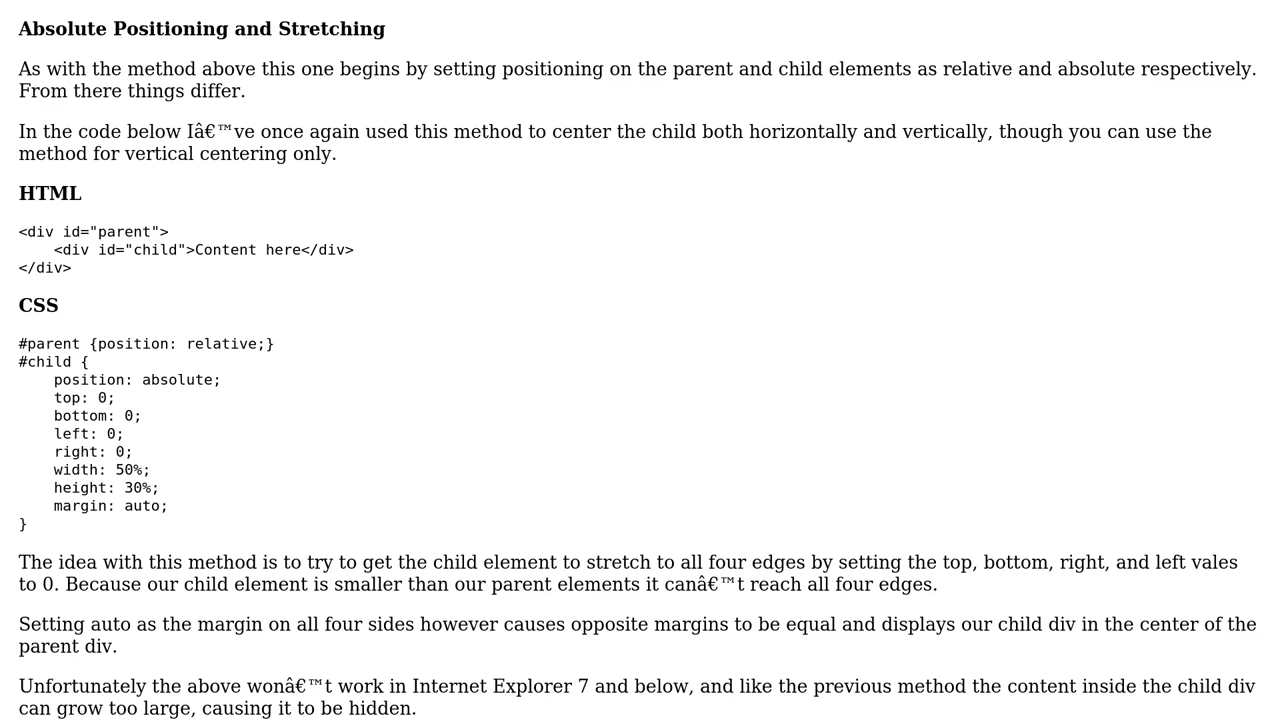 Absolute Positioning and Stretching
As with the method above this one begins by setting positioning on the parent and child elements as relative and absolute respectively.
From there things differ.
In the code below Iâ€™ve once again used this method to center the child both horizontally and vertically, though you can use the
method for vertical centering only.
HTML
<div id="parent">
    <div id="child">Content here</div>
</div>
CSS
#parent {position: relative;}
#child {
    position: absolute;
    top: 0;
    bottom: 0;
    left: 0;
    right: 0;
    width: 50%;
    height: 30%;
    margin: auto;
}
The idea with this method is to try to get the child element to stretch to all four edges by setting the top, bottom, right, and left vales
to 0. Because our child element is smaller than our parent elements it canâ€™t reach all four edges.
Setting auto as the margin on all four sides however causes opposite margins to be equal and displays our child div in the center of the
parent div.
Unfortunately the above wonâ€™t work in Internet Explorer 7 and below, and like the previous method the content inside the child div
can grow too large, causing it to be hidden.